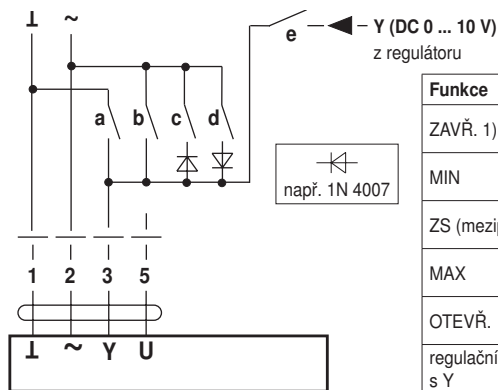 ⊥ ~
e
Y (DC 0 ... 10 V)
z regulátoru
a b c d
např. 1N 4007
1 2 3 5
⊥ ~ Y U
Funkce
ZAVŘ. 1)
MIN
ZS (mezip
MAX
OTEVŘ.
regulační
s Y